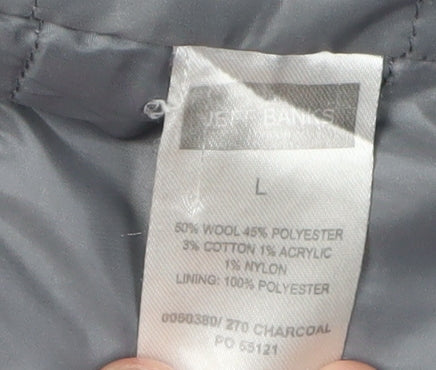 JEFF BANKS
L
50% WOOL 45% POLYESTER
3% COTTON 1% ACRYLIC
1% NYLON
LINING: 100% POLYESTER
0050380/ 270 CHARCOAL
PO 55121